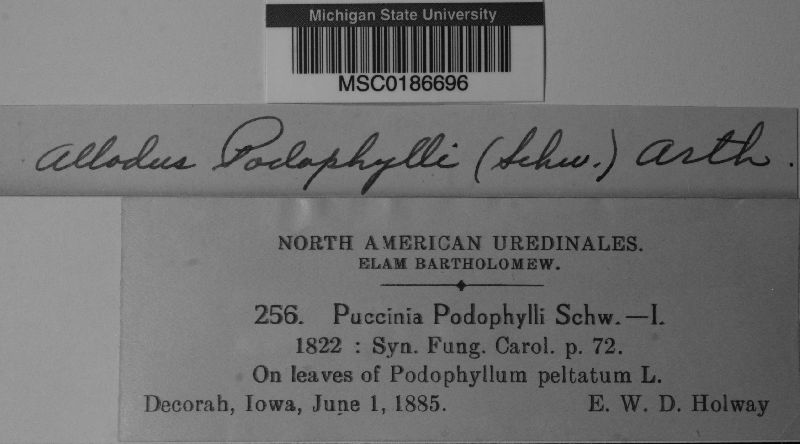 Michigan State University
MSC0186696
Allodus Podophylli (Schw.) Arth.
NORTH AMERICAN UREDINALES.
ELAM BARTHOLOMEW.
256. Puccinia Podophylli Schw.—I.
1822 : Syn. Fung. Carol. p. 72.
On leaves of Podophyllum peltatum L.
Decorah, Iowa, June 1, 1885. E. W. D. Holway